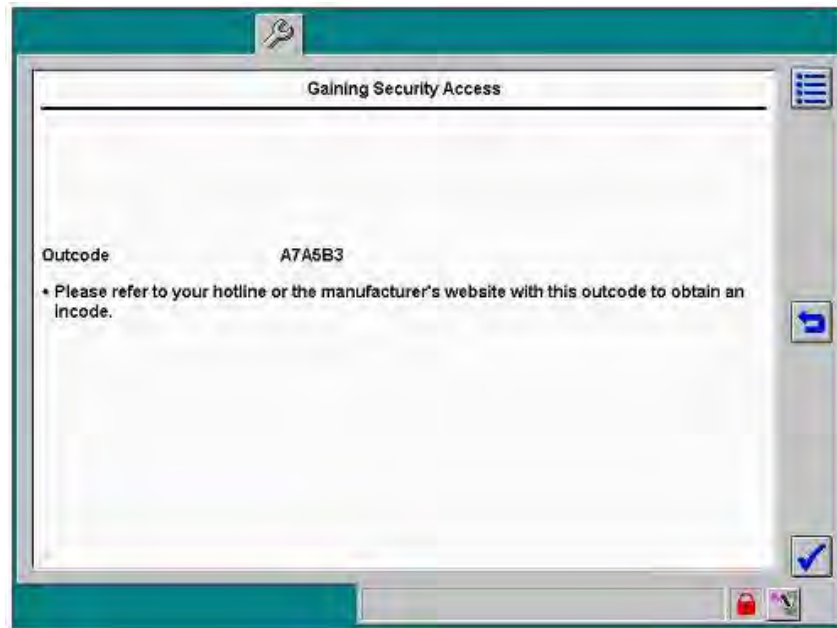 Gaining Security Access
Outcode A7A5B3
• Please refer to your hotline or the manufacturer's website with this outcode to obtain an
incode.